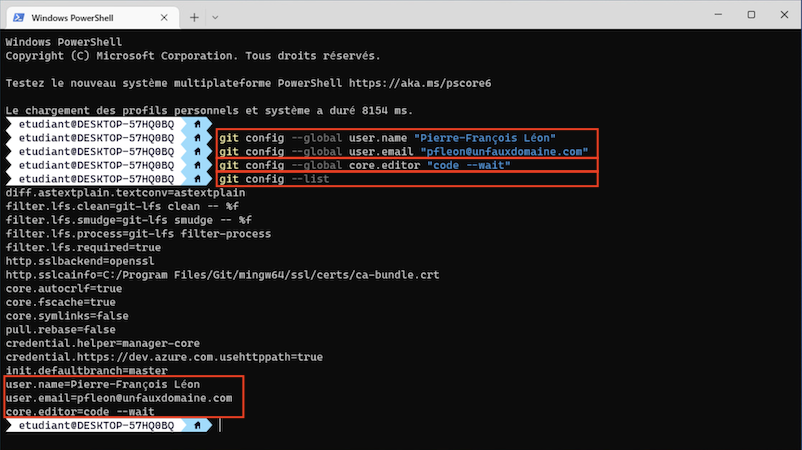 Windows PowerShell
Windows PowerShell
Copyright (C) Microsoft Corporation. Tous droits réservés.
Testez le nouveau système multiplateforme PowerShell https://aka.ms/pscore6
Le chargement des profils personnels et système a duré 8154 ms.
etudiant@DESKTOP-57HQ0BQ git config --global user.name "Pierre-François Léon"
etudiant@DESKTOP-57HQ0BQ git config --global user.email "pfleon@unfauxdomaine.com"
etudiant@DESKTOP-57HQ0BQ git config --global core.editor "code --wait"
etudiant@DESKTOP-57HQ0BQ git config --list
diff.astextplain.textconv=astextplain
filter.lfs.clean=git-lfs clean -- %f
filter.lfs.smudge=git-lfs smudge -- %f
filter.lfs.process=git-lfs filter-process
filter.lfs.required=true
http.sslbackend=openssl
http.sslcainfo=C:/Program Files/Git/mingw64/ssl/certs/ca-bundle.crt
core.autocrlf=true
core.fscache=true
core.symlinks=false
pull.rebase=false
credential.helper=manager-core
credential.https://dev.azure.com.usehttppath=true
init.defaultbranch=master
user.name=Pierre-François Léon
user.email=pfleon@unfauxdomaine.com
core.editor=code --wait
etudiant@DESKTOP-57HQ0BQ